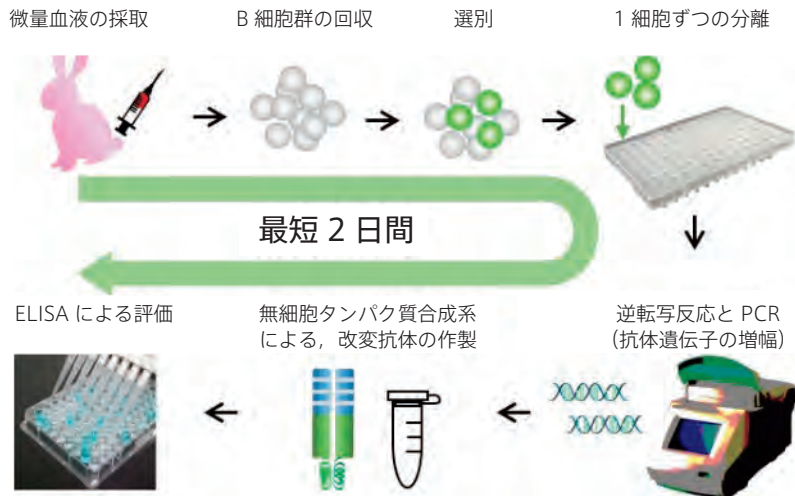 微量血液の採取
B 細胞群の回収
選別
1 細胞ずつの分離
最短 2 日間
ELISA による評価
無細胞タンパク質合成系
による，改変抗体の作製
逆転写反応と PCR
(抗体遺伝子の増幅)